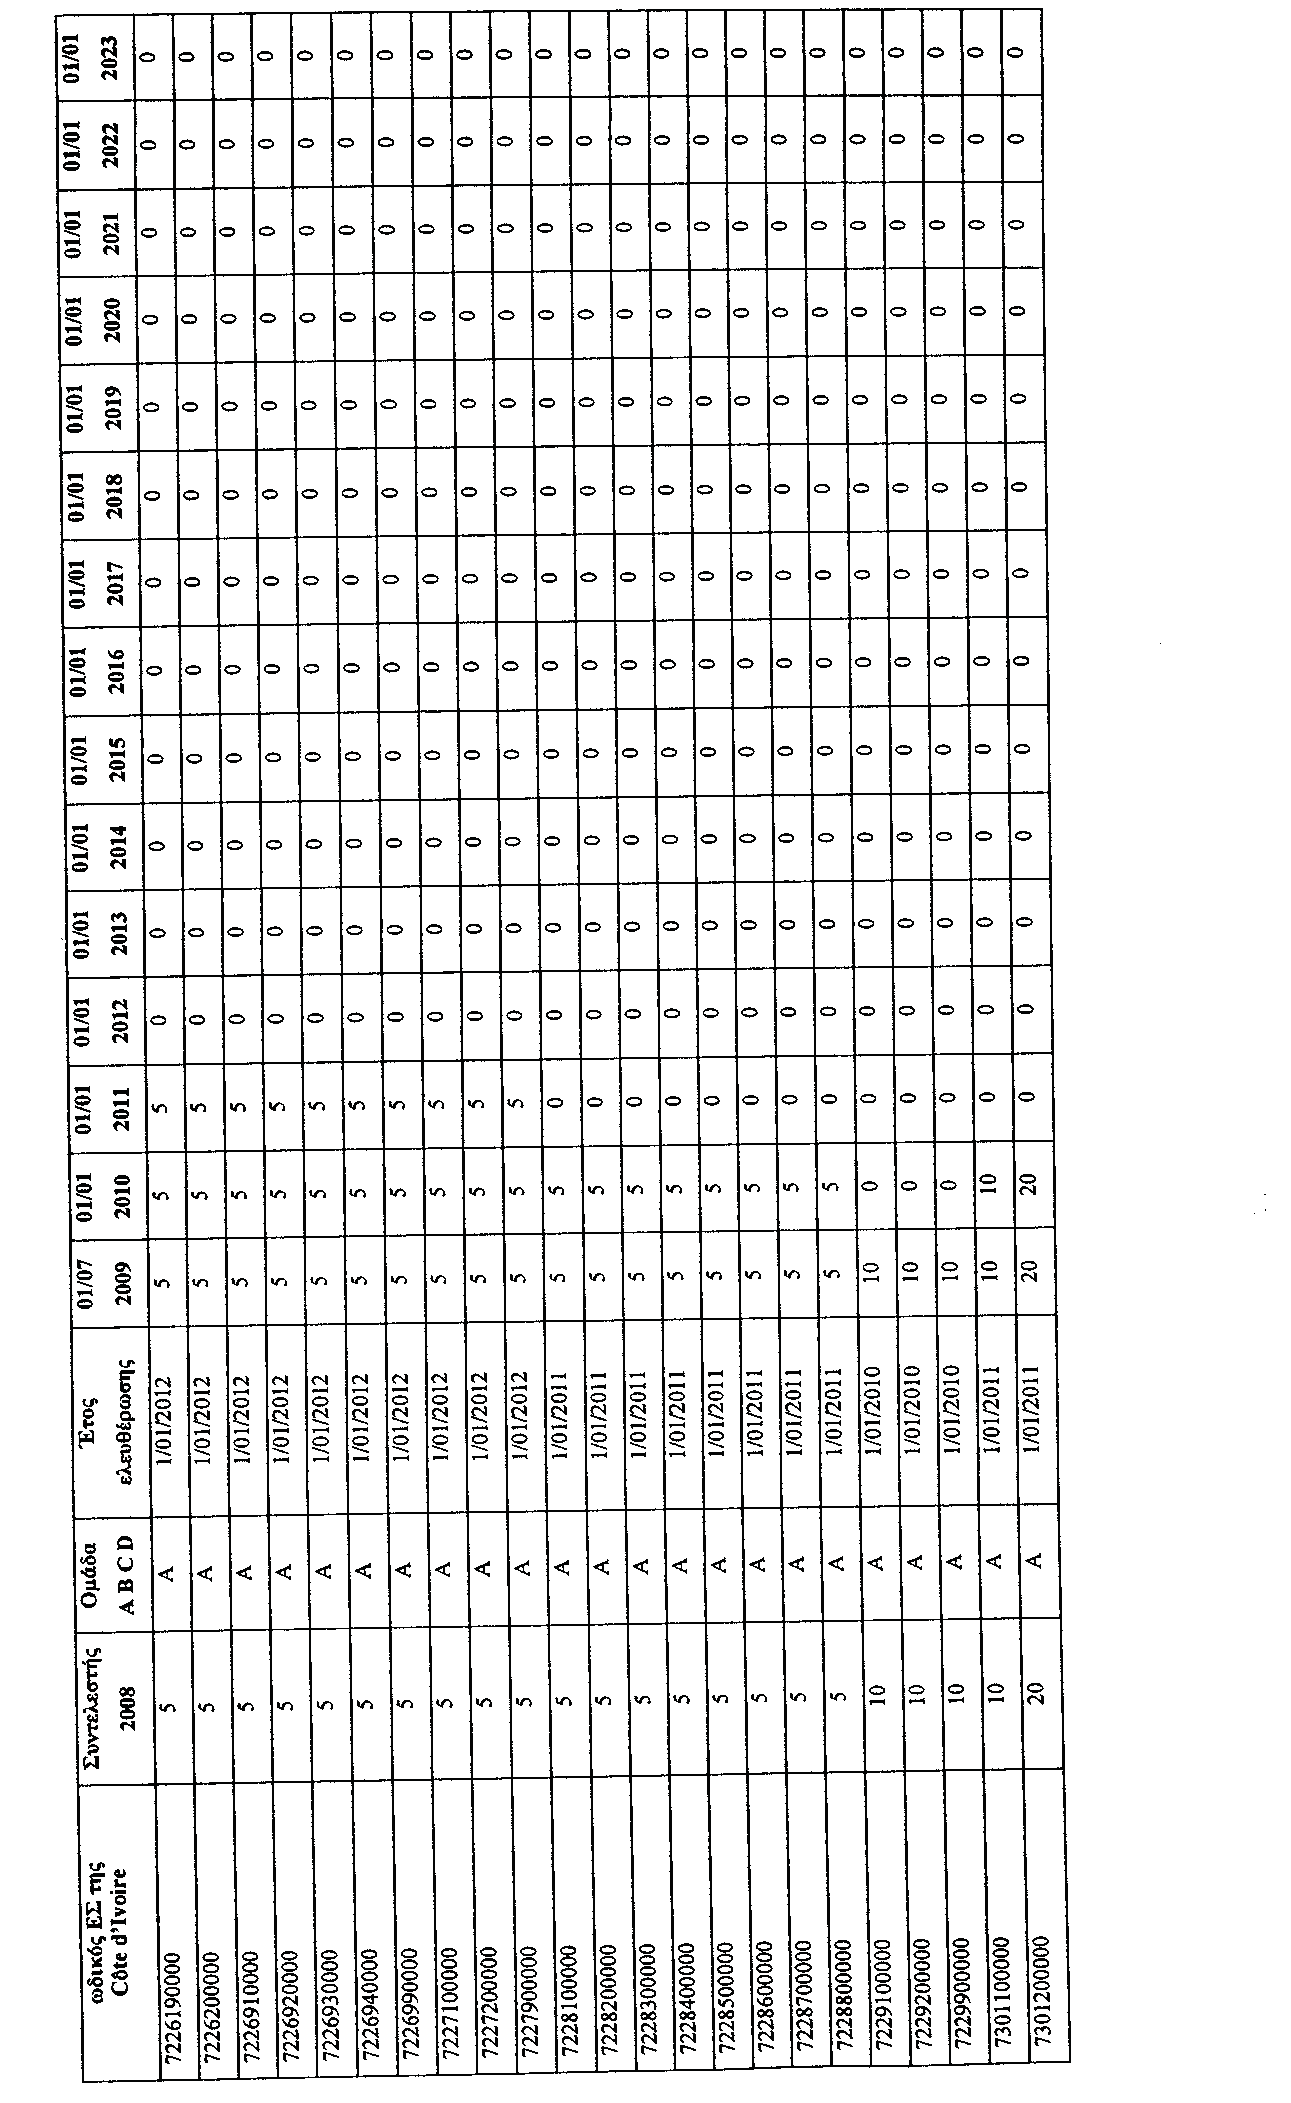 ωδικός ΕΣ της Côte d'Ivoire Συντελεστής 2008 Ομάδα A B C D Έτος ελευθέρωσης 01/07 2009 01/01 2010 01/01 2011 01/01 2012 01/01 2013 01/01 2014 01/01 2015 01/01 2016 01/01 2017 01/01 2018 01/01 2019 01/01 2020 01/01 2021 01/01 2022 01/01 2023
7226190000 5 A 1/01/2012 5 5 5 0 0 0 0 0 0 0 0 0 0 0 0
7226200000 5 A 1/01/2012 5 5 5 0 0 0 0 0 0 0 0 0 0 0 0
7226910000 5 A 1/01/2012 5 5 5 0 0 0 0 0 0 0 0 0 0 0 0
7226920000 5 A 1/01/2012 5 5 5 0 0 0 0 0 0 0 0 0 0 0 0
7226930000 5 A 1/01/2012 5 5 5 0 0 0 0 0 0 0 0 0 0 0 0
7226940000 5 A 1/01/2012 5 5 5 0 0 0 0 0 0 0 0 0 0 0 0
7226990000 5 A 1/01/2012 5 5 5 0 0 0 0 0 0 0 0 0 0 0 0
7227100000 5 A 1/01/2012 5 5 5 0 0 0 0 0 0 0 0 0 0 0 0
7227200000 5 A 1/01/2012 5 5 5 0 0 0 0 0 0 0 0 0 0 0 0
7227900000 5 A 1/01/2012 5 5 5 0 0 0 0 0 0 0 0 0 0 0 0
7228100000 5 A 1/01/2011 5 5 0 0 0 0 0 0 0 0 0 0 0 0 0
7228200000 5 A 1/01/2011 5 5 0 0 0 0 0 0 0 0 0 0 0 0 0
7228300000 5 A 1/01/2011 5 5 0 0 0 0 0 0 0 0 0 0 0 0 0
7228400000 5 A 1/01/2011 5 5 0 0 0 0 0 0 0 0 0 0 0 0 0
7228500000 5 A 1/01/2011 5 5 0 0 0 0 0 0 0 0 0 0 0 0 0
7228600000 5 A 1/01/2011 5 5 0 0 0 0 0 0 0 0 0 0 0 0 0
7228700000 5 A 1/01/2011 5 5 0 0 0 0 0 0 0 0 0 0 0 0 0
7228800000 5 A 1/01/2011 5 5 0 0 0 0 0 0 0 0 0 0 0 0 0
7229100000 10 A 1/01/2010 10 0 0 0 0 0 0 0 0 0 0 0 0 0 0
7229200000 10 A 1/01/2010 10 0 0 0 0 0 0 0 0 0 0 0 0 0 0
7229900000 10 A 1/01/2010 10 0 0 0 0 0 0 0 0 0 0 0 0 0 0
7301100000 10 A 1/01/2011 10 10 0 0 0 0 0 0 0 0 0 0 0 0 0
7301200000 20 A 1/01/2011 20 20 0 0 0 0 0 0 0 0 0 0 0 0 0